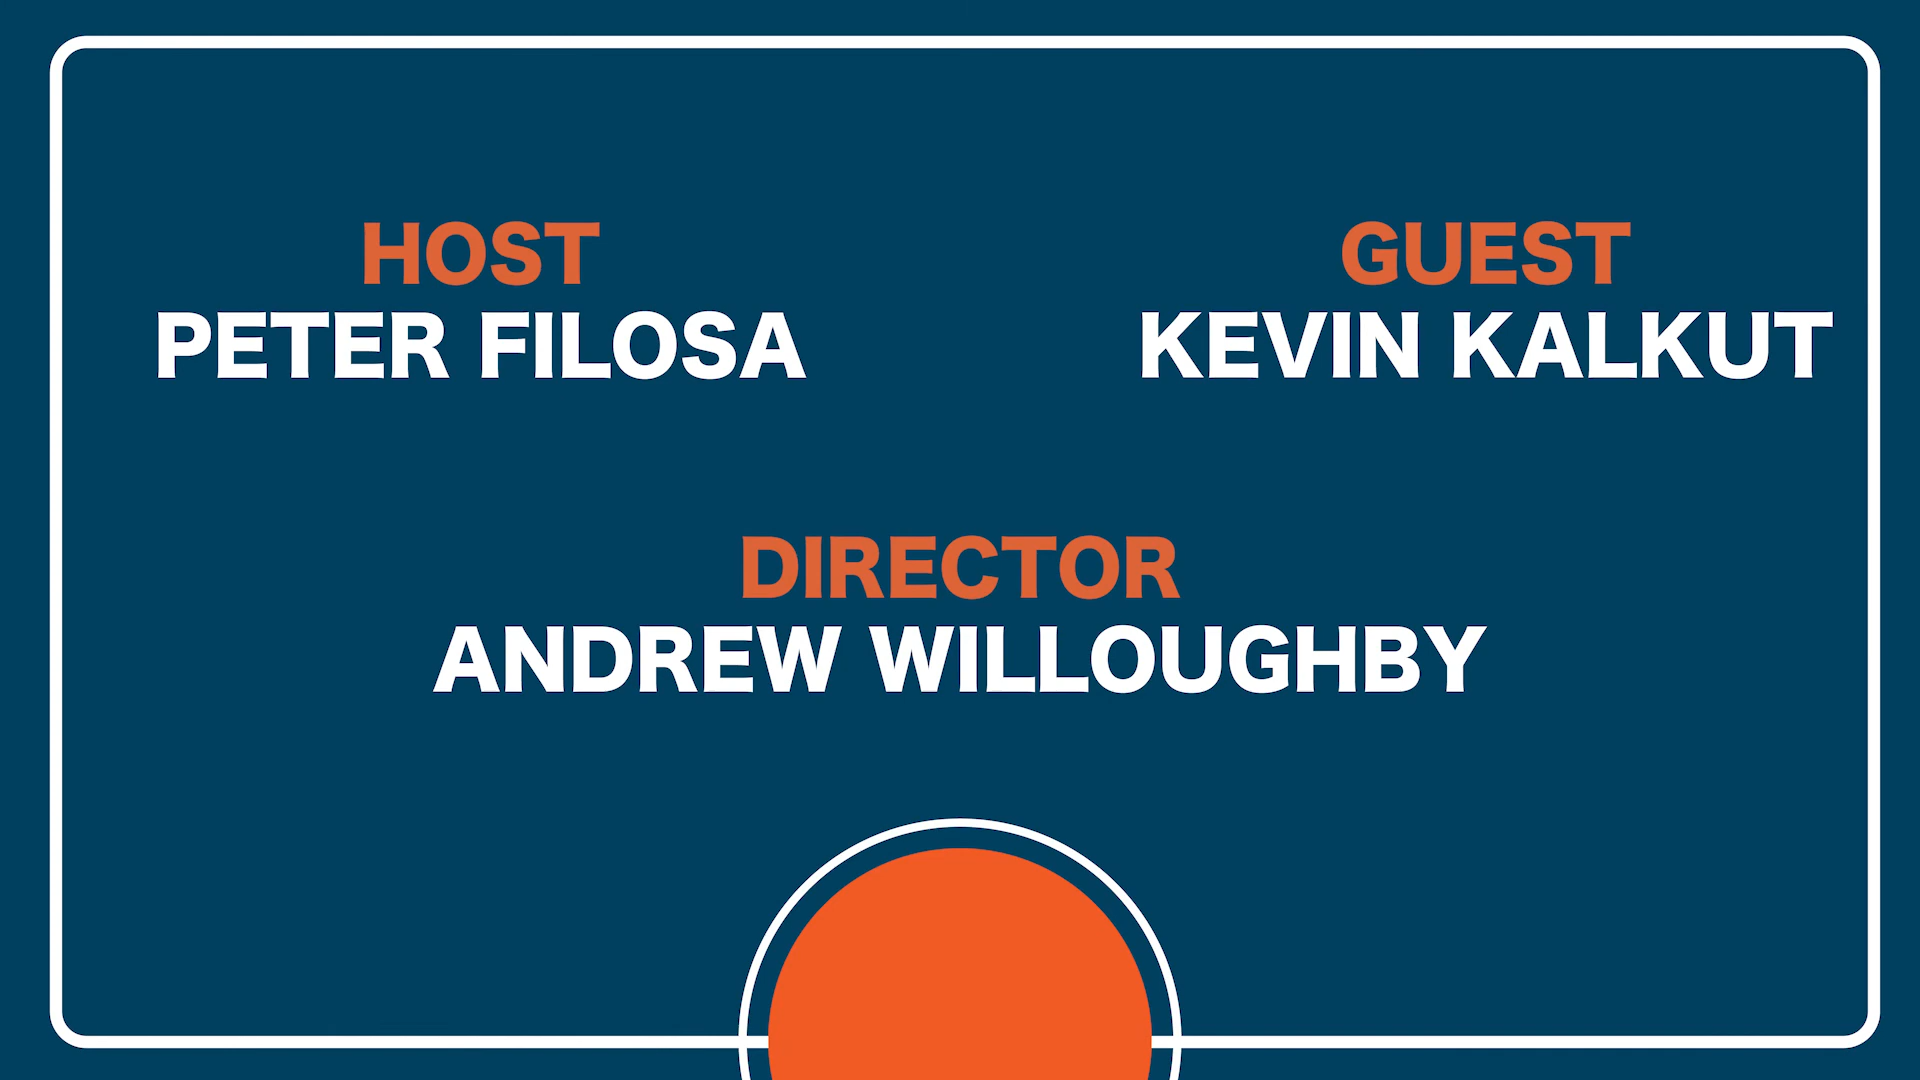 HOST
PETER FILOSA
GUEST
KEVIN KALKUT
DIRECTOR
ANDREW WILLOUGHBY